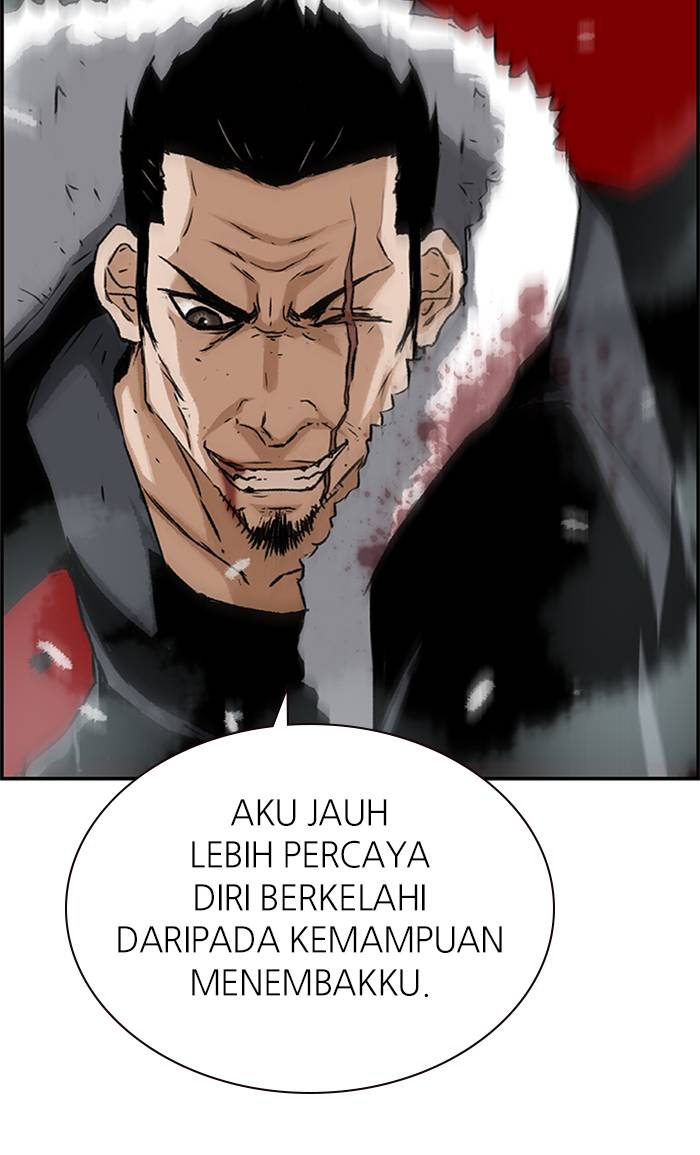 AKU JAUH
LEBIH PERCAYA
DIRI BERKELAHI
DARIPADA KEMAMPUAN
MENEMBAKKU.